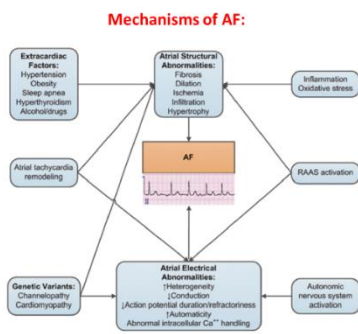 Mechanisms of AF:
Extracardiac
Factors:
Hypertension
Obesity
Sleep apnea
Hyperthyroidism
Alcohol/drugs
Atrial Structural
Abnormalities:
Fibrosis
Dilation
Ischemia
Infiltration
Hypertrophy
Inflammation
Oxidative stress
AF
Atrial tachycardia
remodeling
RAAS activation
Genetic Variants:
Channelopathy
Cardiomyopathy
Atrial Electrical
Abnormalities:
↑Heterogeneity
↓Conduction
↓Action potential duration/refractoriness
↑Automaticity
Abnormal intracellular Ca⁺⁺ handling
Autonomic
nervous system
activation